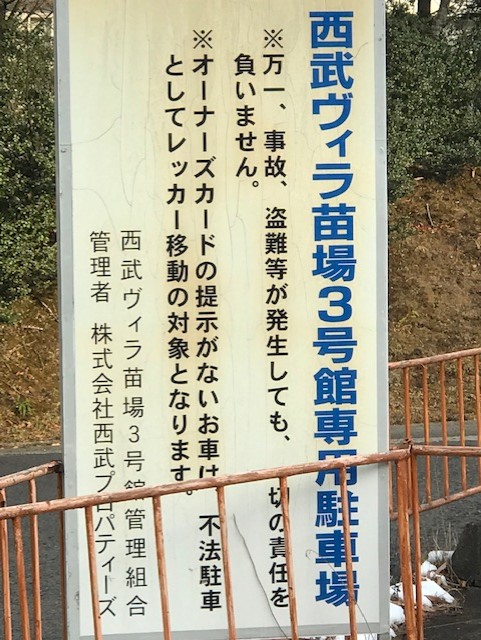 西武ヴィラ苗場3号館専用駐車場
※万一、事故、盗難等が発生しても、切の責任を
負いません。
※オーナーズカードの提示がないお車は、不法駐車
としてレッカー移動の対象となります。
西武ヴィラ苗場3号館管理組合
管理者 株式会社西武プロパティーズ